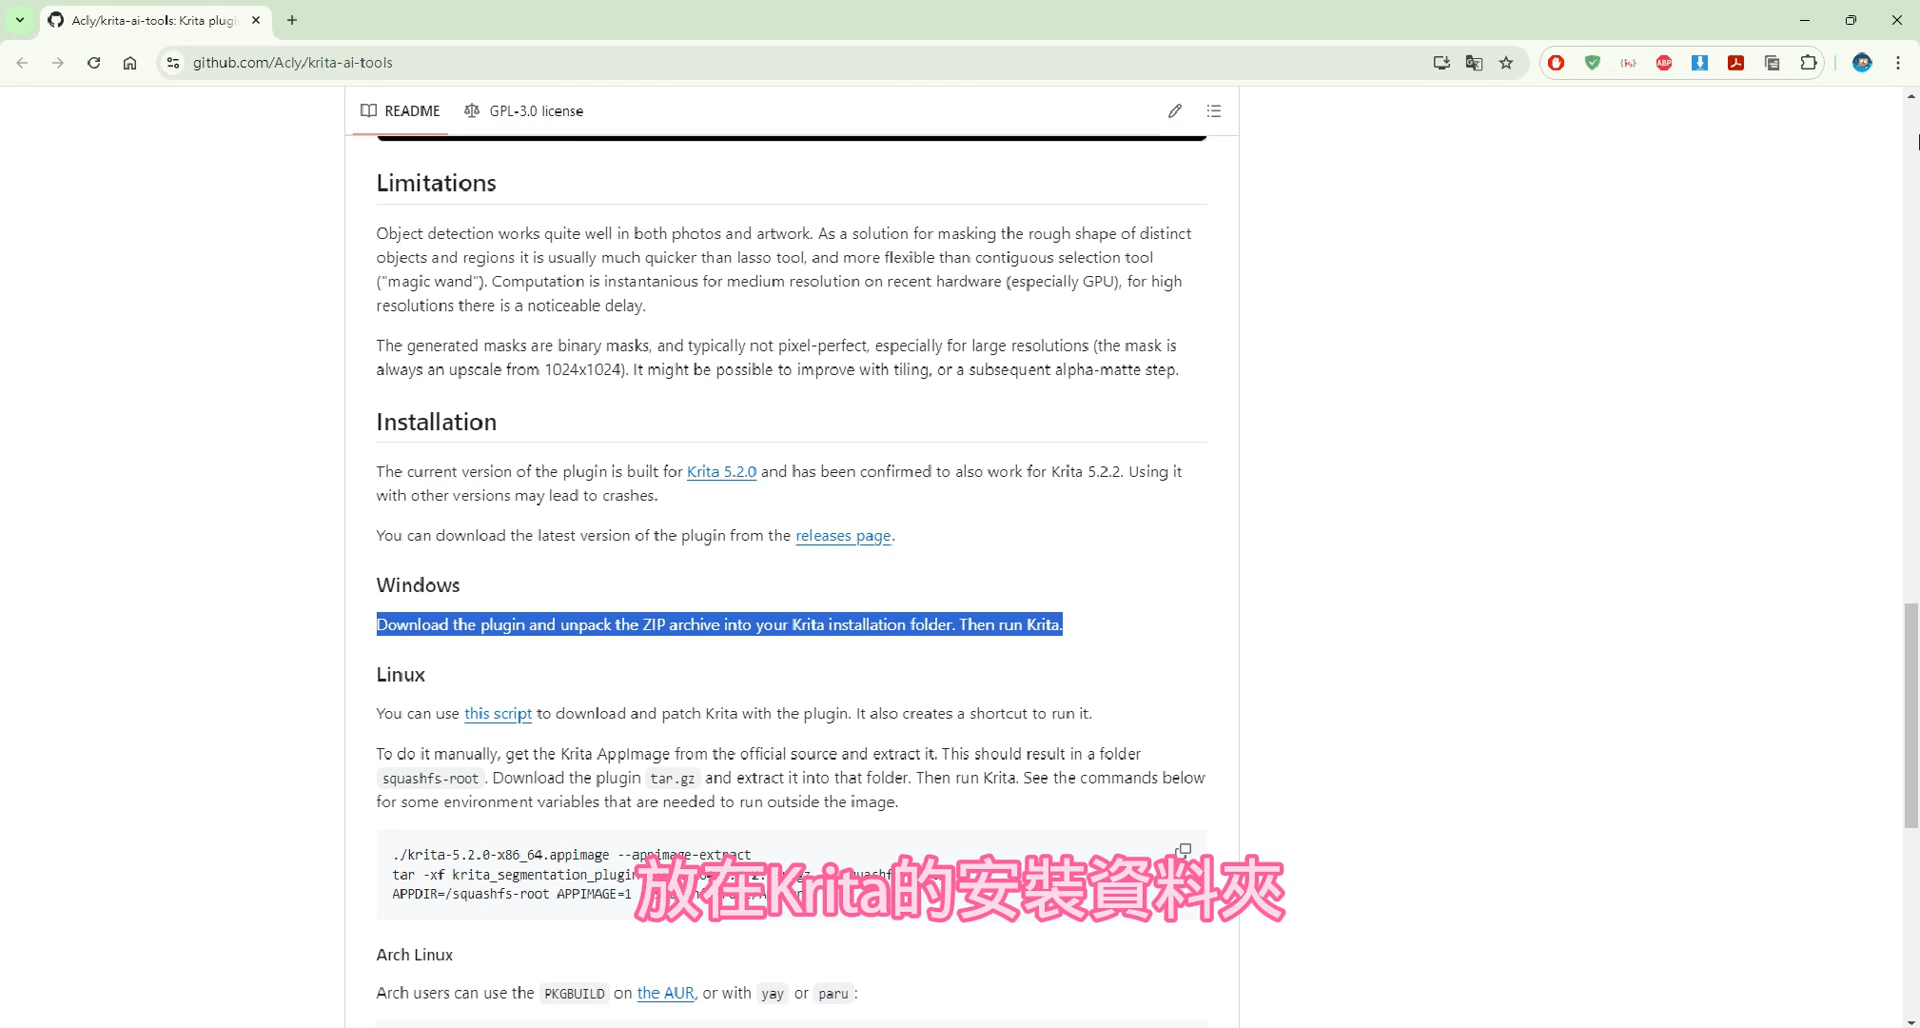 Acly/krita-ai-tools: Krita plugi
github.com/Acly/krita-ai-tools
ABP
README
GPL-3.0 license
Limitations
Object detection works quite well in both photos and artwork. As a solution for masking the rough shape of distinct
objects and regions it is usually much quicker than lasso tool, and more flexible than contiguous selection tool
("magic wand"). Computation is instantanious for medium resolution on recent hardware (especially GPU), for high
resolutions there is a noticeable delay.
The generated masks are binary masks, and typically not pixel-perfect, especially for large resolutions (the mask is
always an upscale from 1024x1024). It might be possible to improve with tiling, or a subsequent alpha-matte step.
Installation
The current version of the plugin is built for Krita 5.2.0 and has been confirmed to also work for Krita 5.2.2. Using it
with other versions may lead to crashes.
You can download the latest version of the plugin from the releases page.
Windows
Download the plugin and unpack the ZIP archive into your Krita installation folder. Then run Krita.
Linux
You can use this script to download and patch Krita with the plugin. It also creates a shortcut to run it.
To do it manually, get the Krita AppImage from the official source and extract it. This should result in a folder
squashfs-root. Download the plugin tar.gz and extract it into that folder. Then run Krita. See the commands below
for some environment variables that are needed to run outside the image.
./krita-5.2.0-x86_64.appimage --appimage-extract
tar -xf krita_segmentation_plugin
APPDIR=/squashfs-root APPIMAGE=1
放在Krita的安裝資料夾
Arch Linux
Arch users can use the PKGBUILD on the AUR, or with yay or paru: